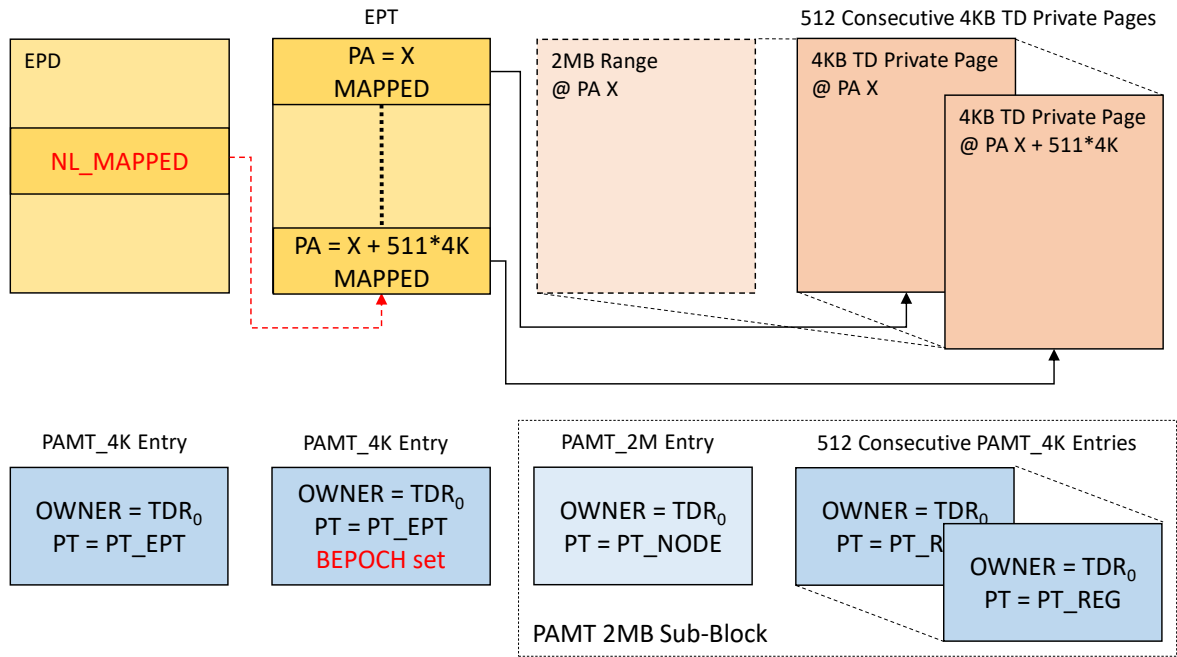 EPT
512 Consecutive 4KB TD Private Pages
EPD
NL_MAPPED
PA = X
MAPPED
PA = X + 511*4K
MAPPED
2MB Range
@ PA X
4KB TD Private Page
@ PA X
4KB TD Private Page
@ PA X + 511*4K
PAMT_4K Entry
OWNER = TDR₀
PT = PT_EPT
PAMT_4K Entry
OWNER = TDR₀
PT = PT_EPT
BEPOCH set
PAMT_2M Entry
OWNER = TDR₀
PT = PT_NODE
512 Consecutive PAMT_4K Entries
OWNER = TDR₀
PT = PT_R
OWNER = TDR₀
PT = PT_REG
PAMT 2MB Sub-Block